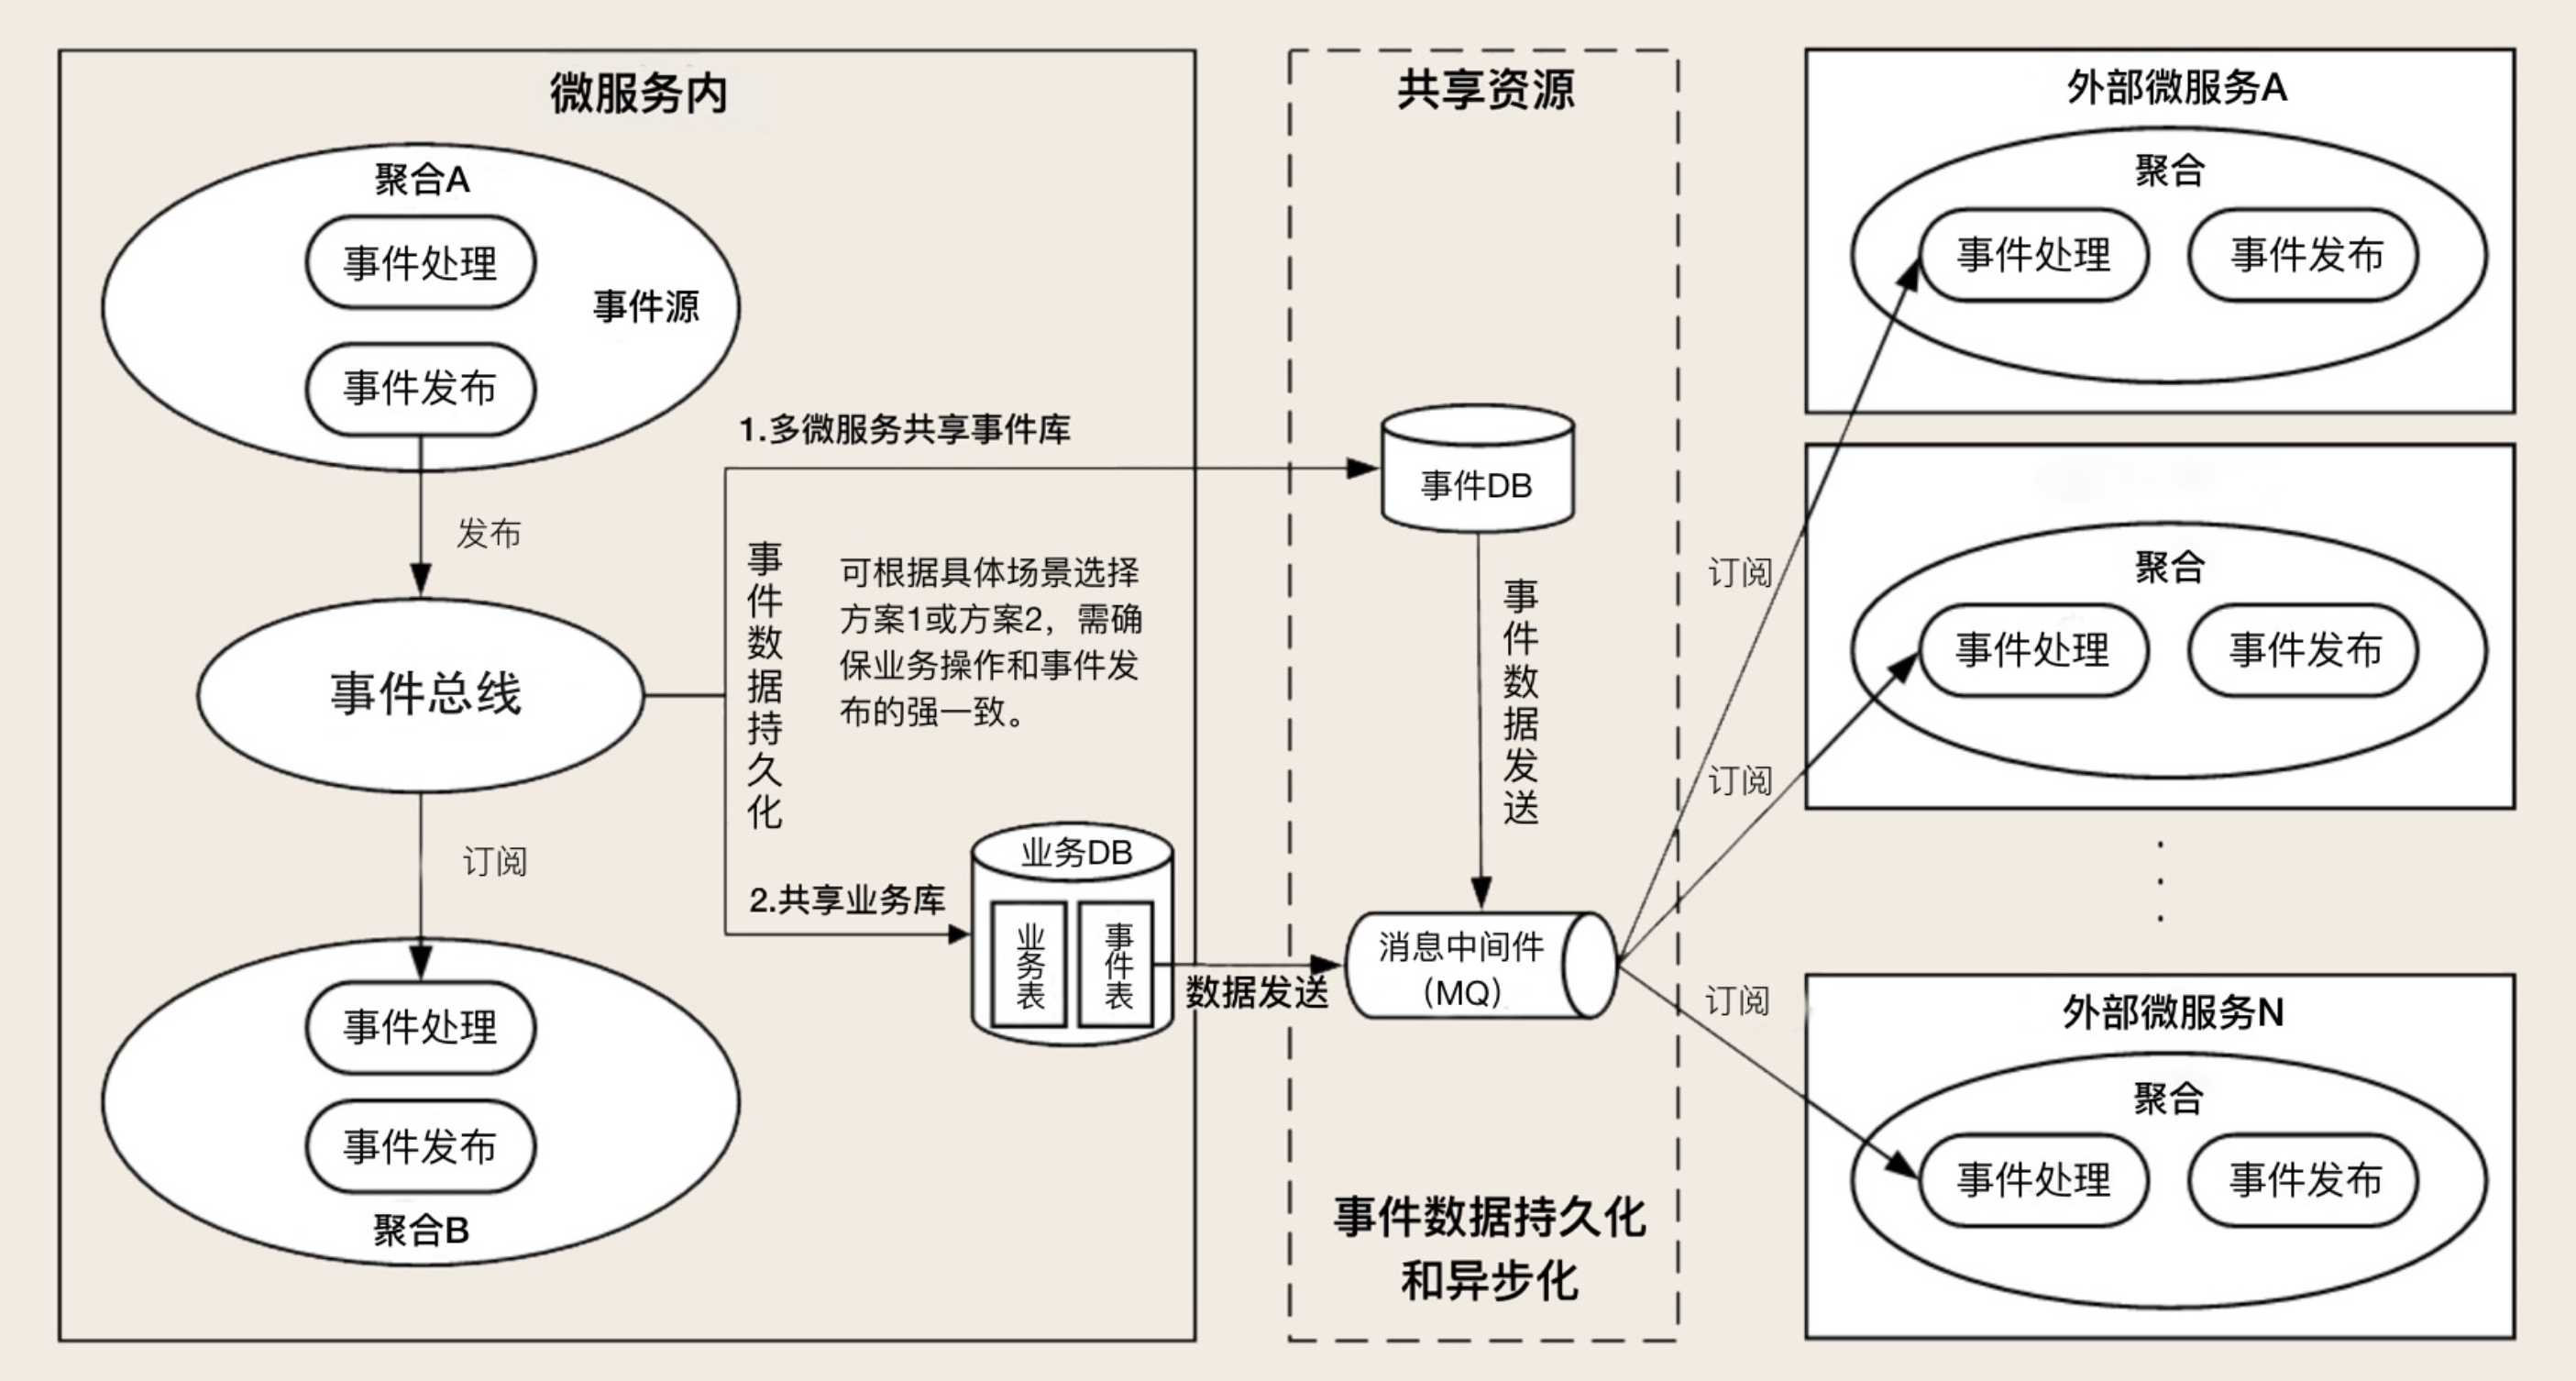 微服务内
聚合A
事件处理
事件源
事件发布
发布
事件总线
订阅
事件处理
事件发布
聚合B
1.多微服务共享事件库
事件数据持久化
可根据具体场景选择
方案1或方案2，需确
保业务操作和事件发
布的强一致。
2.共享业务库
业务DB
业务表
事件表
数据发送
共享资源
事件DB
事件数据发送
消息中间件
（MQ）
事件数据持久化
和异步化
订阅
订阅
订阅
外部微服务A
聚合
事件处理
事件发布
聚合
事件处理
事件发布
外部微服务N
聚合
事件处理
事件发布